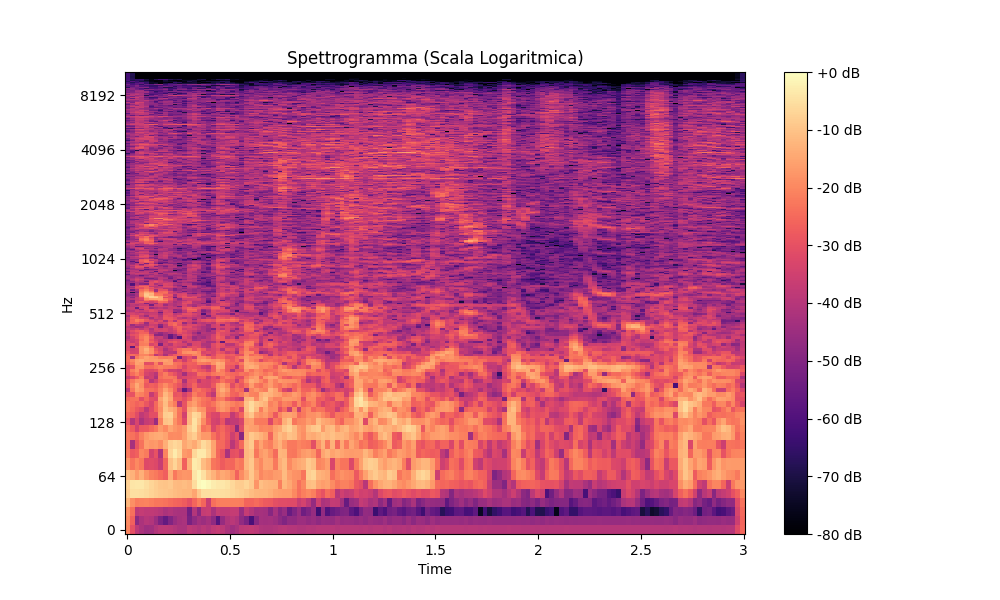 Spettrogramma (Scala Logaritmica)
Hz
8192
4096
2048
1024
512
256
128
64
0
0 0.5 1 1.5 2 2.5 3
Time
+0 dB
-10 dB
-20 dB
-30 dB
-40 dB
-50 dB
-60 dB
-70 dB
-80 dB